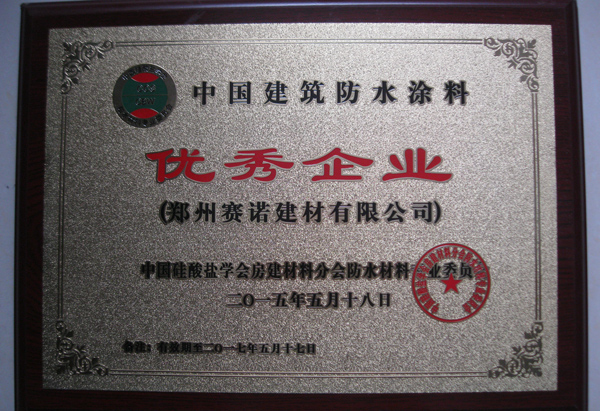 中国建筑防水涂料
优秀企业
(郑州赛诺建材有限公司)
中国硅酸盐学会房建材料分会防水材料 业委员
二〇一五年五月十八日
备注：有效期至二〇一七年五月十七日